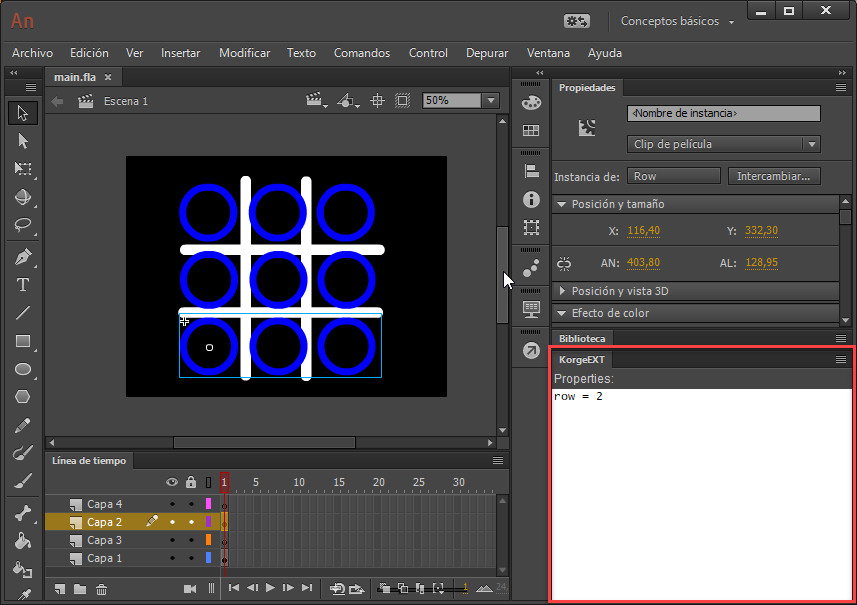 An
Conceptos básicos
Archivo Edición Ver Insertar Modificar Texto Comandos Control Depurar Ventana Ayuda
main.fla ×
Escena 1
50%
Propiedades
<Nombre de instancia>
Clip de película
Instancia de: Row Intercambiar...
Posición y tamaño
X: 116,40 Y: 332,30
AN: 403,80 AL: 128,95
Posición y vista 3D
Efecto de color
Biblioteca
KorgeEXT
Properties:
row = 2
Línea de tiempo
1 5 10 15 20 25 30
Capa 4
Capa 2
Capa 3
Capa 1
1 24